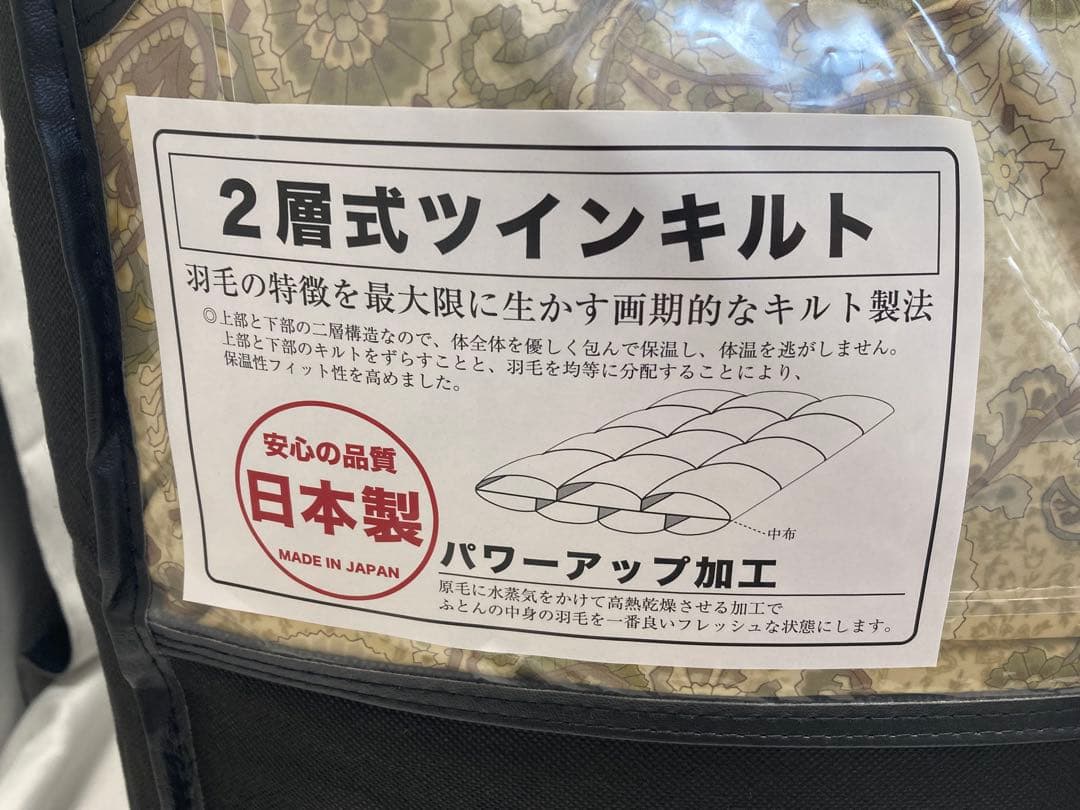 2層式ツインキルト
羽毛の特徴を最大限に生かす画期的なキルト製法
◎上部と下部の二層構造なので、体全体を優しく包んで保温し、体温を逃がしません。
上部と下部のキルトをずらすことと、羽毛を均等に分配することにより、
保温性フィット性を高めました。
安心の品質
日本製
MADE IN JAPAN
中布
パワーアップ加工
原毛に水蒸気をかけて高熱乾燥させる加工で
ふとんの中身の羽毛を一番良いフレッシュな状態にします。